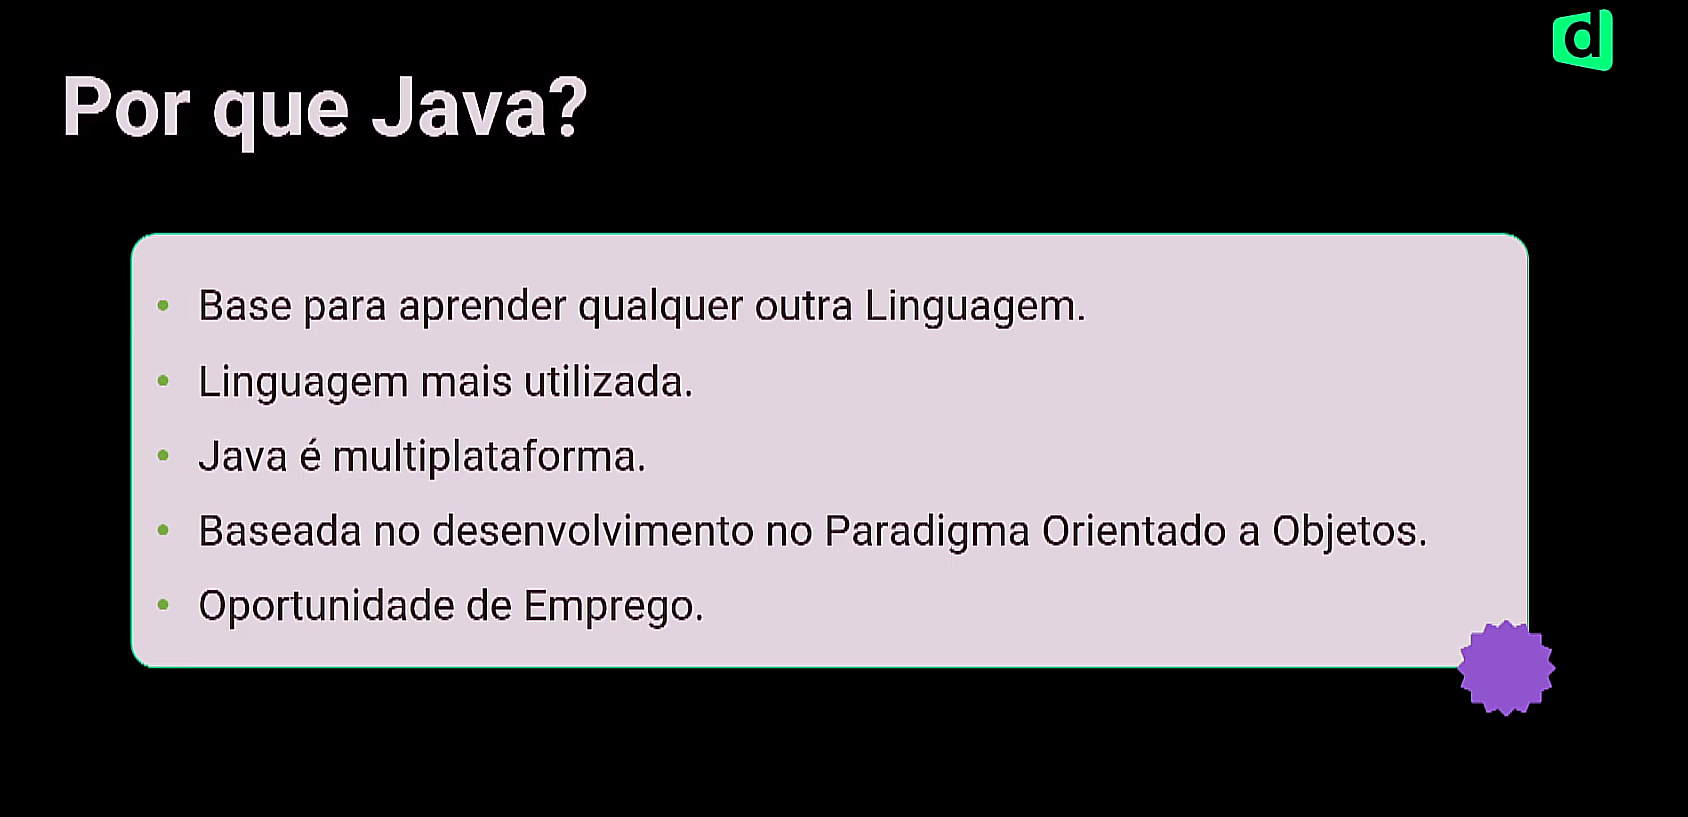 d
Por que Java?
Base para aprender qualquer outra Linguagem.
Linguagem mais utilizada.
Java é multiplataforma.
Baseada no desenvolvimento no Paradigma Orientado a Objetos.
Oportunidade de Emprego.